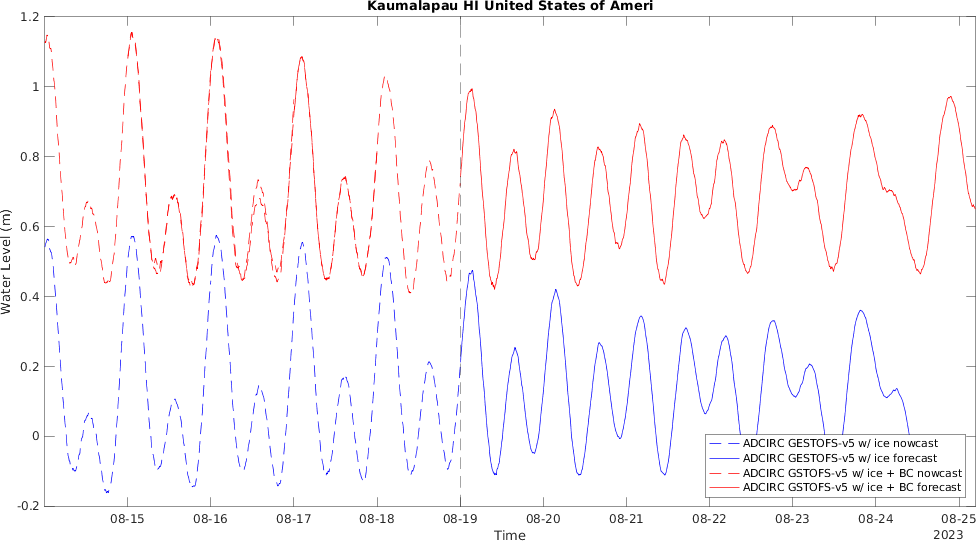 Kaumalapau HI United States of Ameri
1.2
1
0.8
0.6
0.4
0.2
0
-0.2
Water Level (m)
08-15 08-16 08-17 08-18 08-19 08-20 08-21 08-22 08-23 08-24 08-25
2023
Time
ADCIRC GESTOFS-v5 w/ ice nowcast
ADCIRC GESTOFS-v5 w/ ice forecast
ADCIRC GSTOFS-v5 w/ ice + BC nowcast
ADCIRC GSTOFS-v5 w/ ice + BC forecast